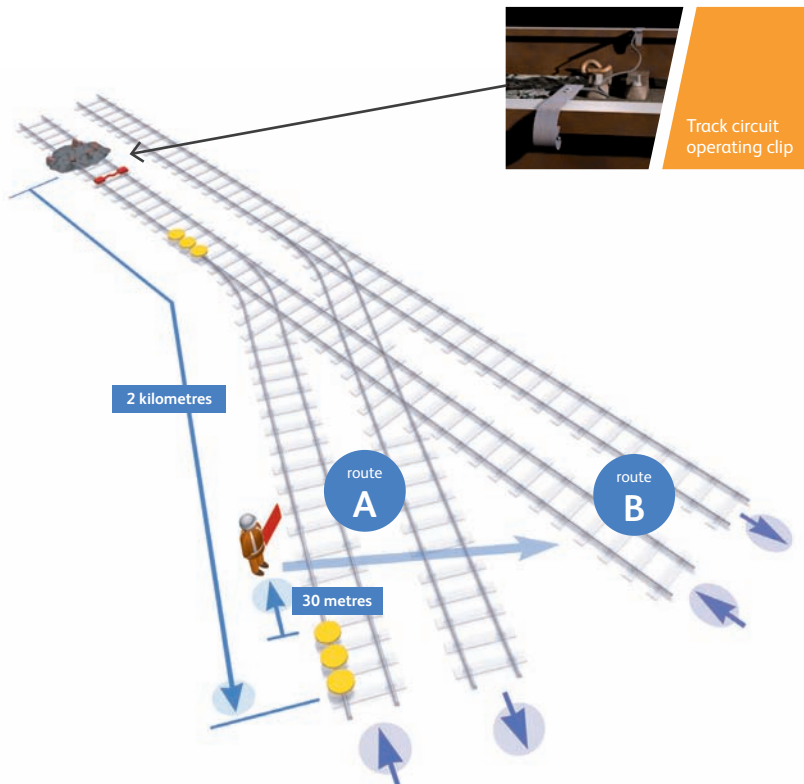 Track circuit
operating clip
2 kilometres
route
A
route
B
30 metres